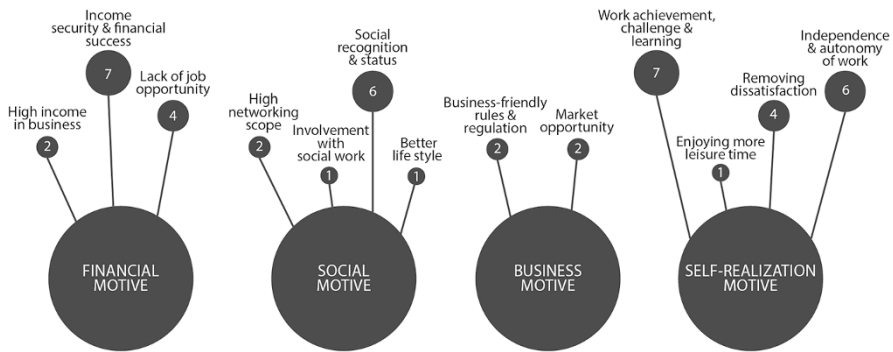 Income
security & financial
success
7
Lack of job
opportunity
4
High income
in business
2
FINANCIAL
MOTIVE
Social
recognition
& status
6
High
networking
scope
2
Involvement
with
social work
1
Better
life style
1
SOCIAL
MOTIVE
Business-friendly
rules &
regulation
2
Market
opportunity
2
BUSINESS
MOTIVE
Work achievement,
challenge &
learning
7
Independence
& autonomy
of work
6
Removing
dissatisfaction
4
Enjoying more
leisure time
1
SELF-REALIZATION
MOTIVE